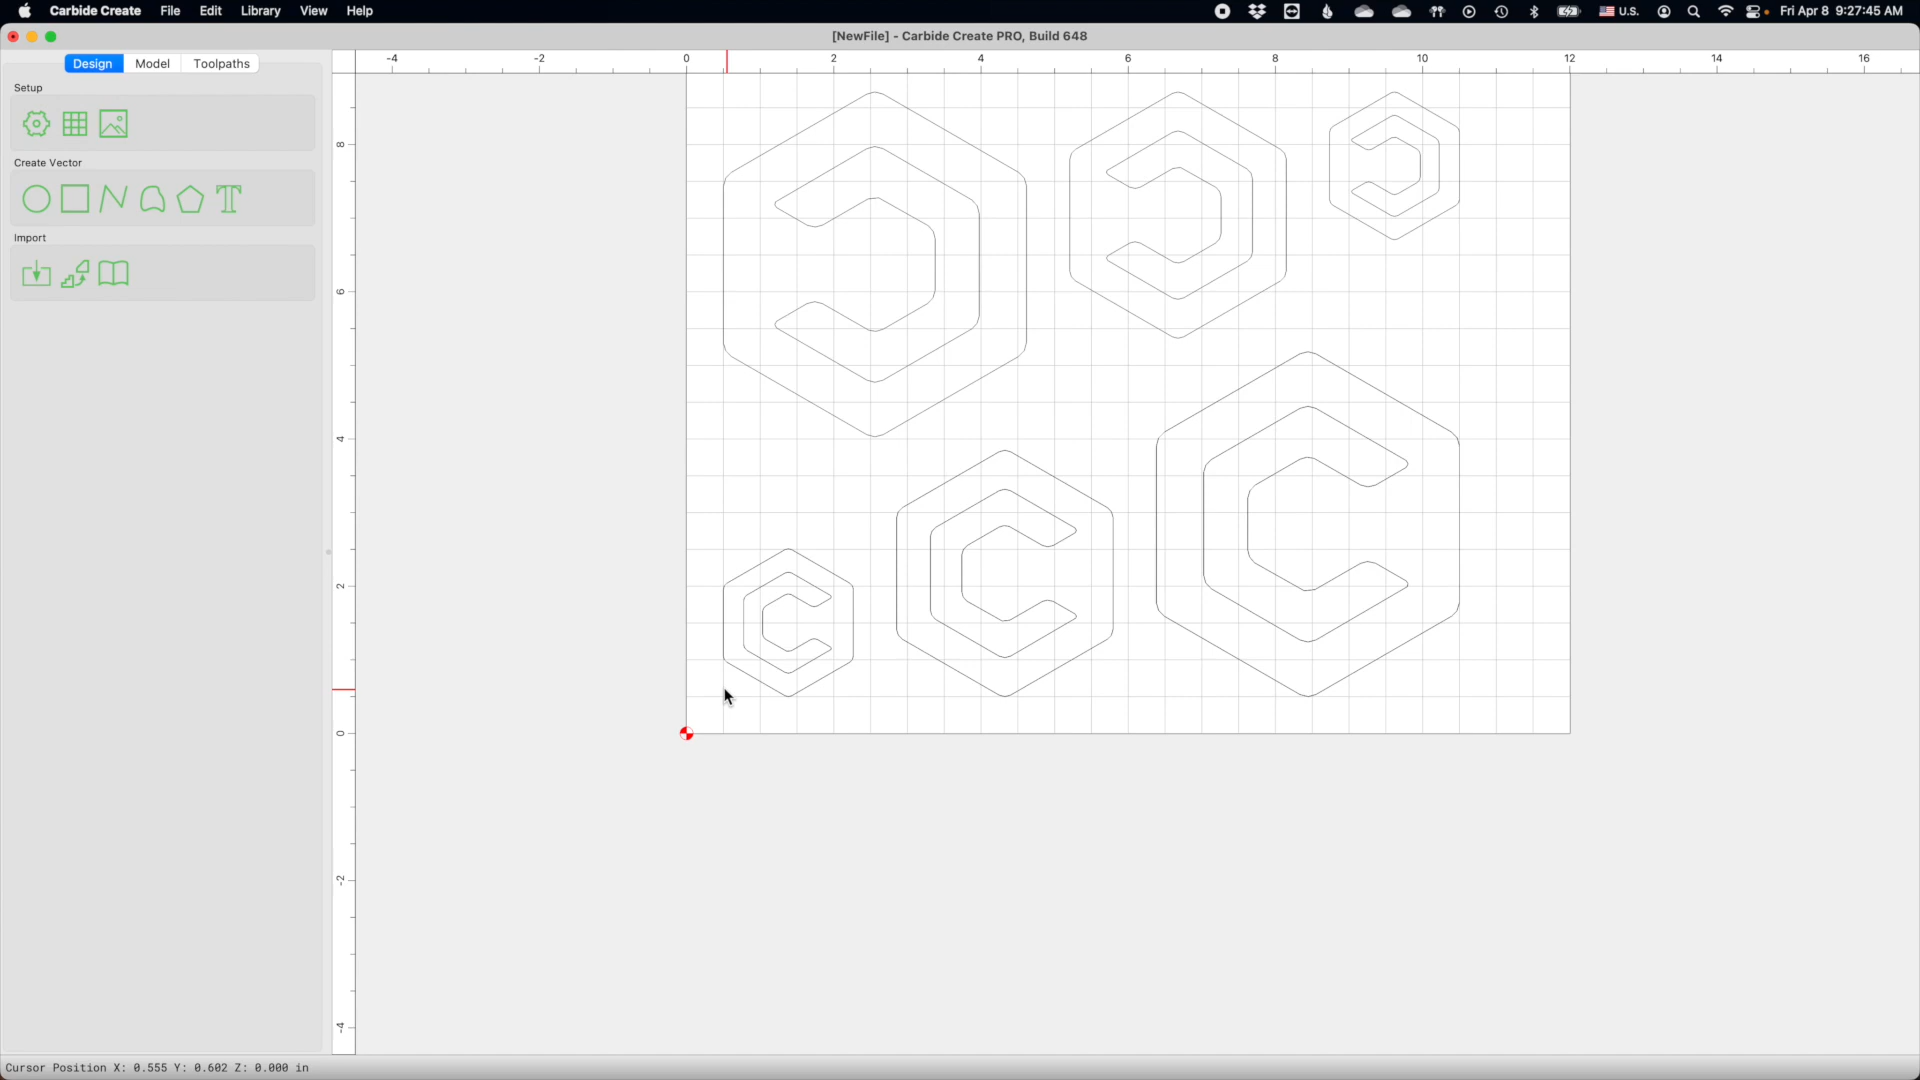 Carbide Create File Edit Library View Help U.S. Fri Apr 8 9:27:45 AM
[NewFile] - Carbide Create PRO, Build 648
Design Model Toolpaths
-4 -2 0 2 4 6 8 10 12 14 16
Setup
Create Vector
T
Import
8
6
4
2
0
-2
-4
C C C
C C C
Cursor Position X: 0.555 Y: 0.602 Z: 0.000 in